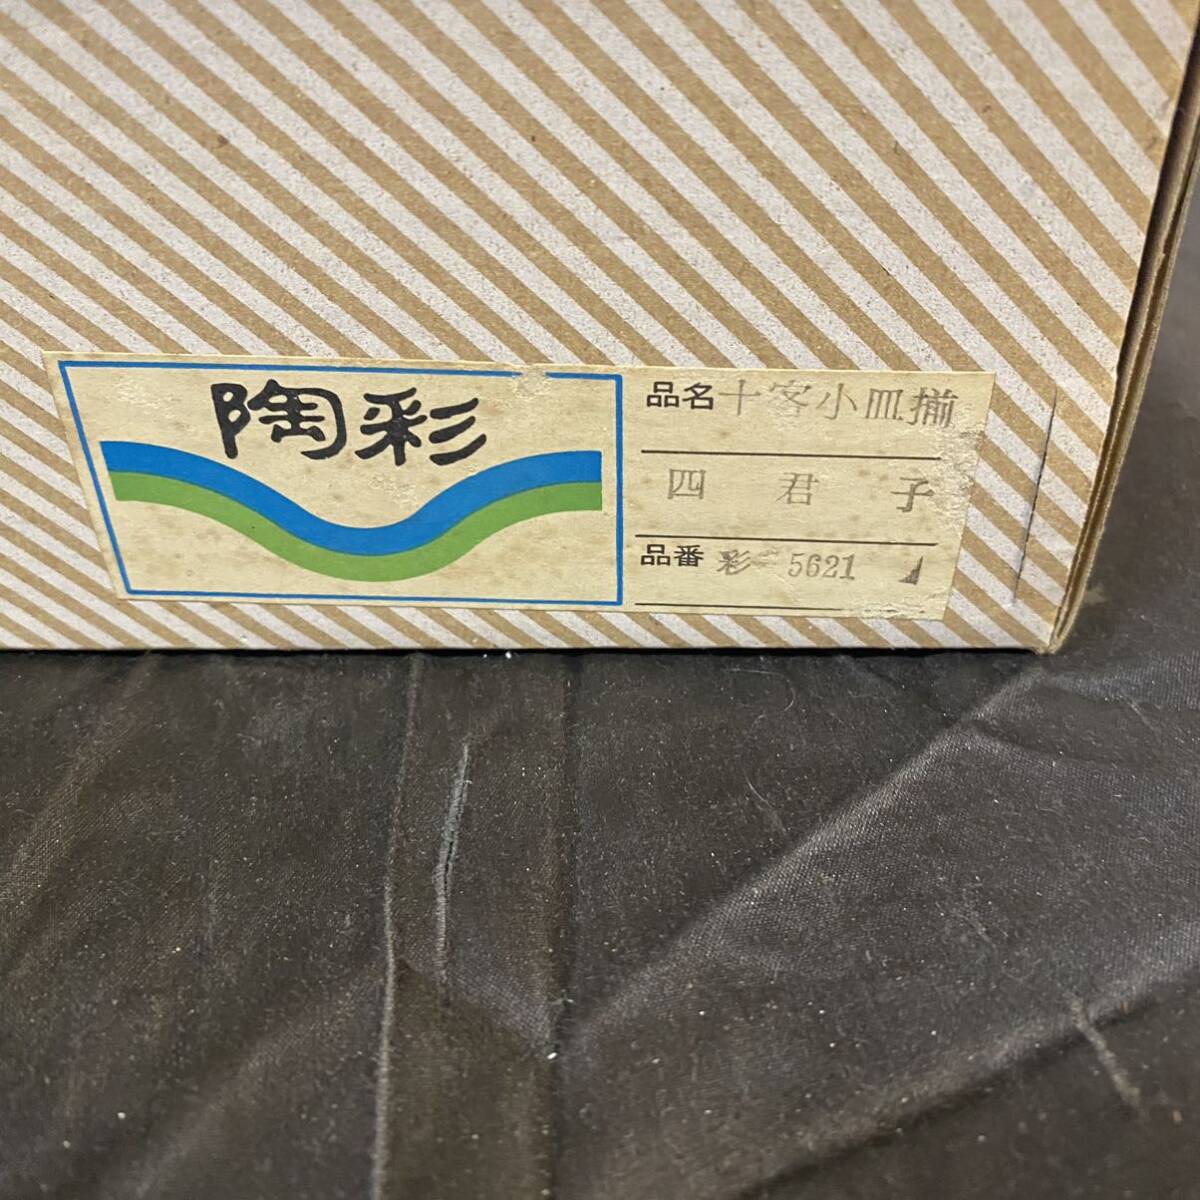 陶彩
品名 十客小皿揃
四君子
品番 彩-5621